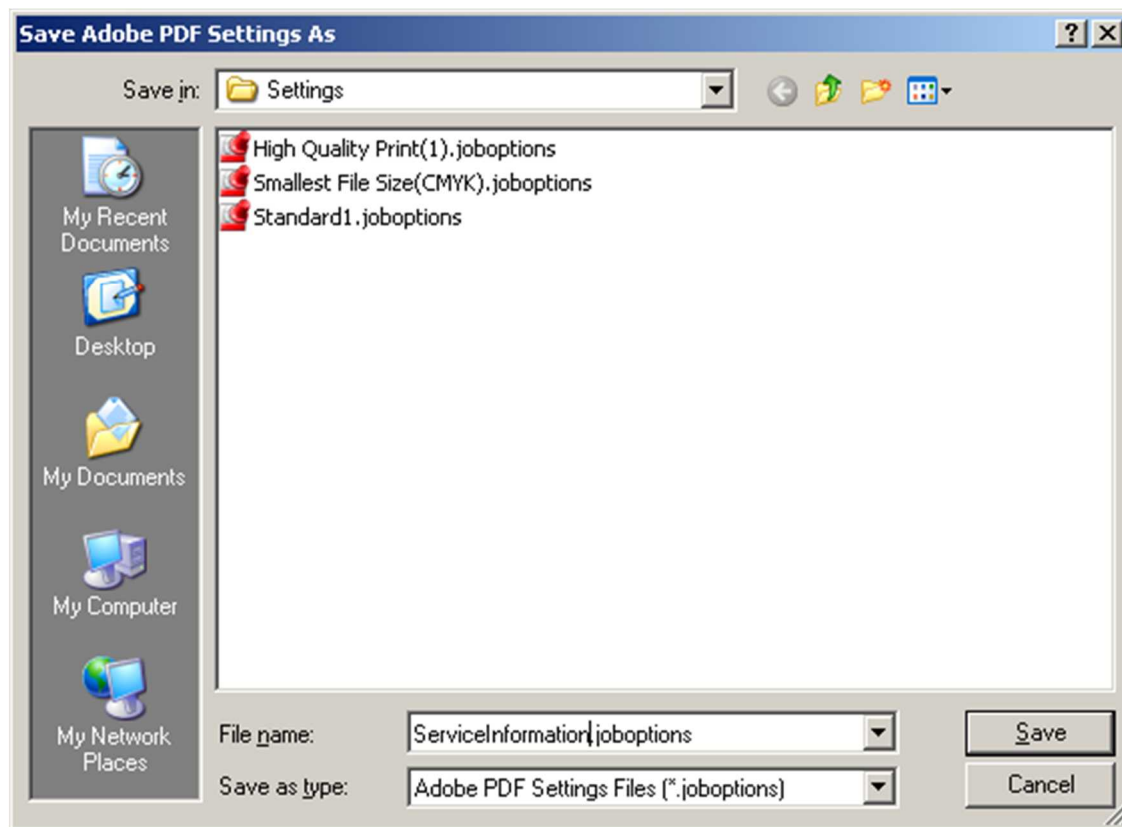 Save Adobe PDF Settings As
Save in:
Settings
High Quality Print(1).joboptions
Smallest File Size(CMYK).joboptions
Standard1.joboptions
My Recent
Documents
Desktop
My Documents
My Computer
My Network
Places
File name:
ServiceInformation.joboptions
Save
Save as type:
Adobe PDF Settings Files (*.joboptions)
Cancel